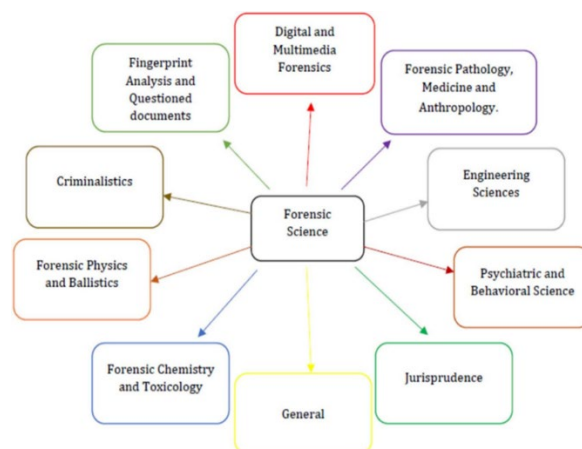 Digital and
Multimedia
Forensics
Fingerprint
Analysis and
Questioned
documents
Forensic Pathology,
Medicine and
Anthropology.
Criminalistics
Engineering
Sciences
Forensic
Science
Forensic Physics
and Ballistics
Psychiatric and
Behavioral Science
Forensic Chemistry
and Toxicology
Jurisprudence
General